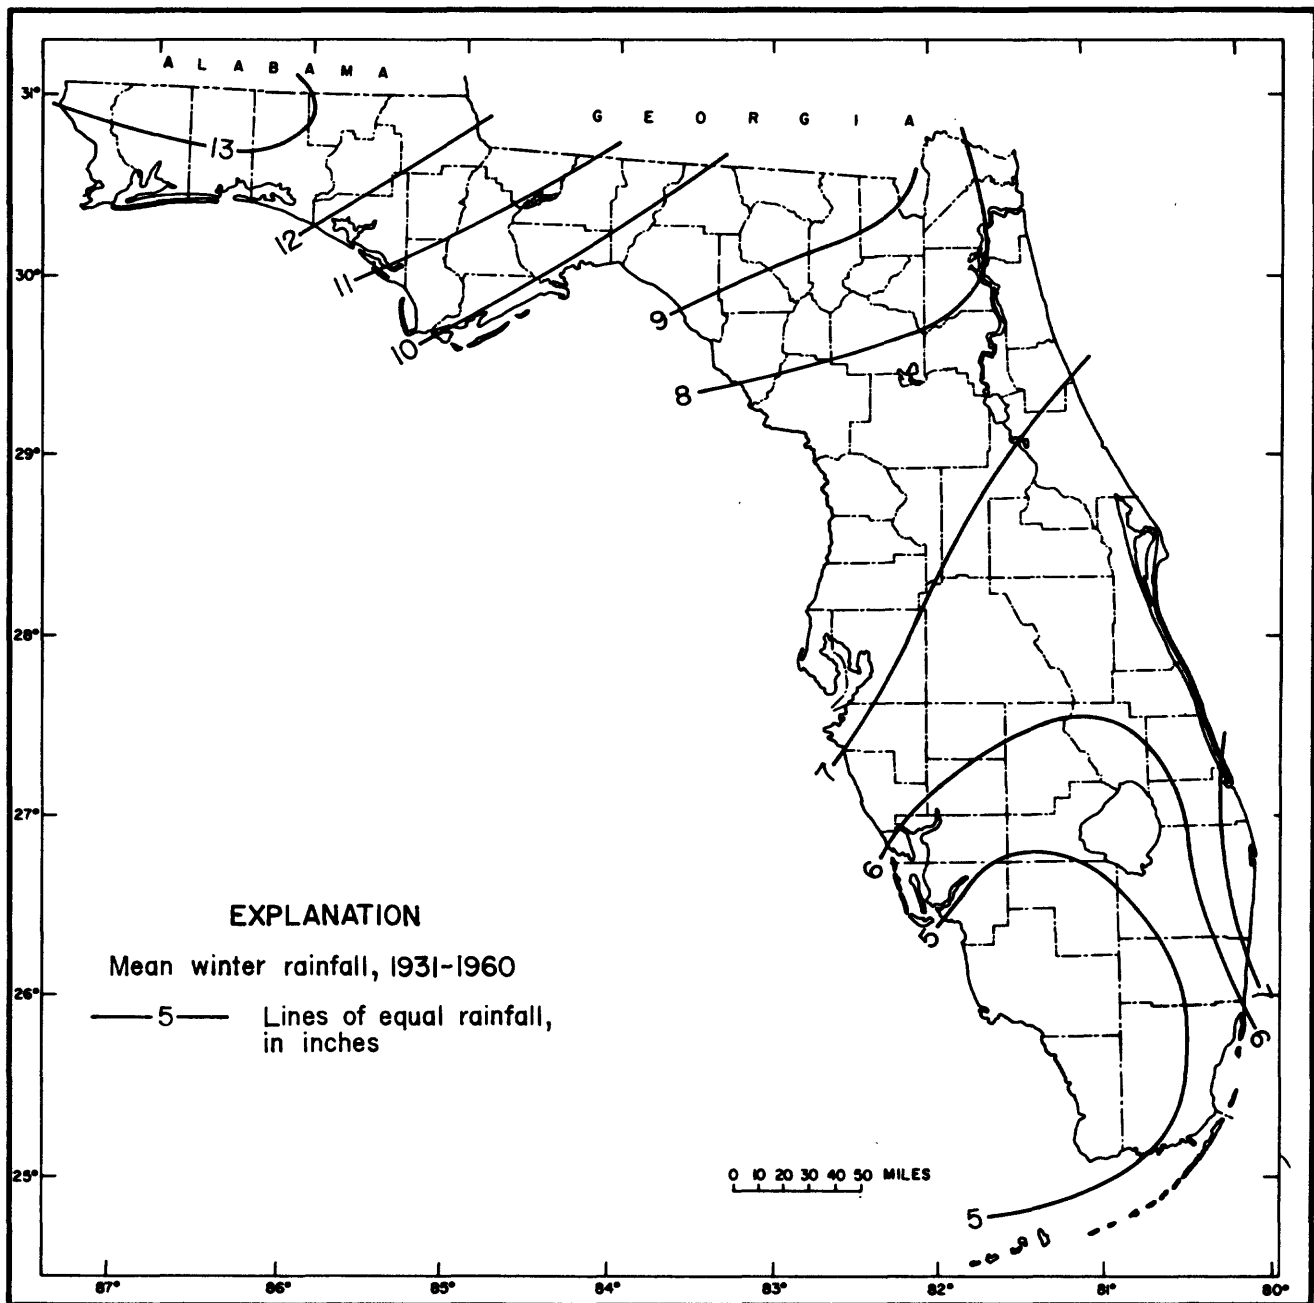 A L A B A M A
G E O R G I A
31°
30°
29°
28°
27°
26°
25°
13
12
11
10
9
8
7
6
5
7
6
5
EXPLANATION
Mean winter rainfall, 1931-1960
5 Lines of equal rainfall,
in inches
0 10 20 30 40 50 MILES
87° 86° 85° 84° 83° 82° 81° 80°